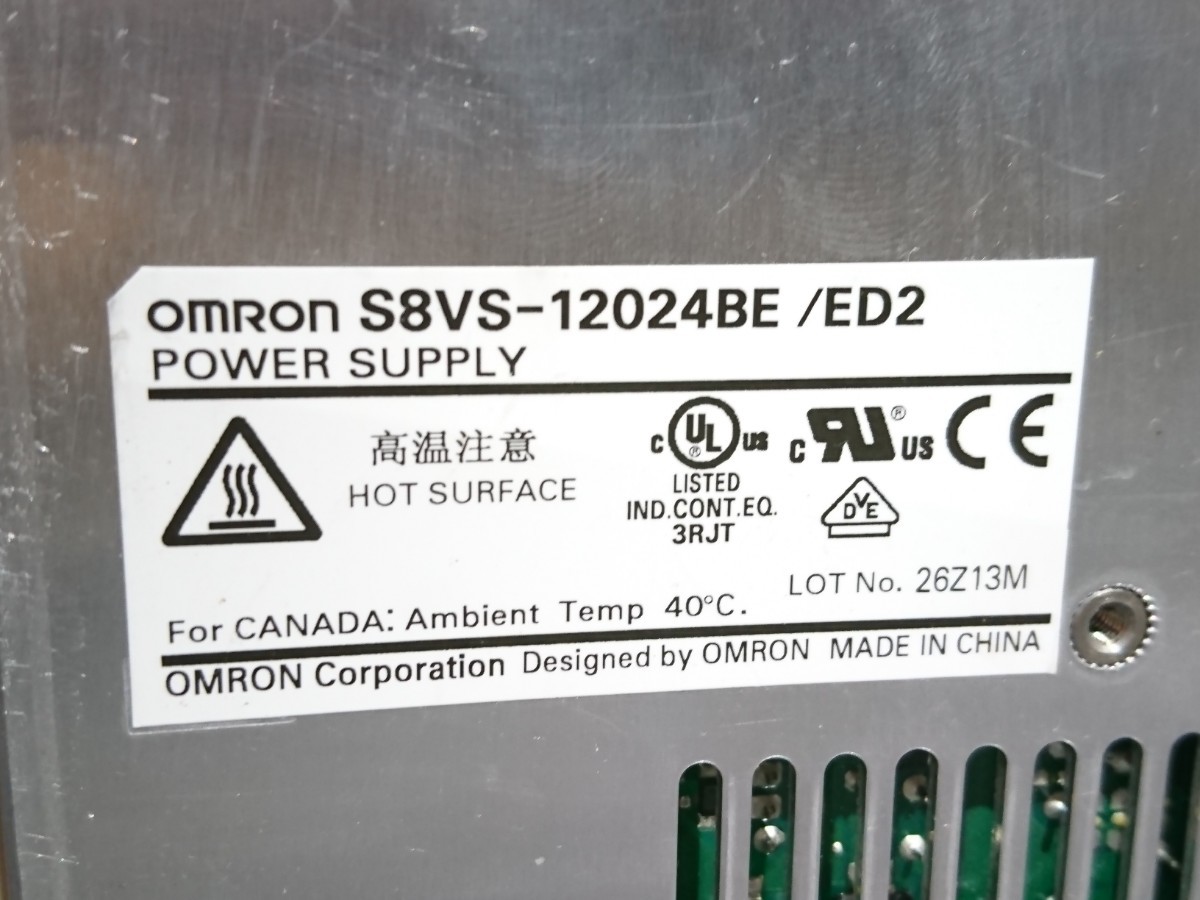 OMRON S8VS-12024BE /ED2
POWER SUPPLY
高温注意
HOT SURFACE
C UL ® US
LISTED
IND.CONT.EQ.
3RJT
C RU ® US CE
DVE
LOT No. 26Z13M
For CANADA: Ambient Temp 40°C.
OMRON Corporation Designed by OMRON MADE IN CHINA